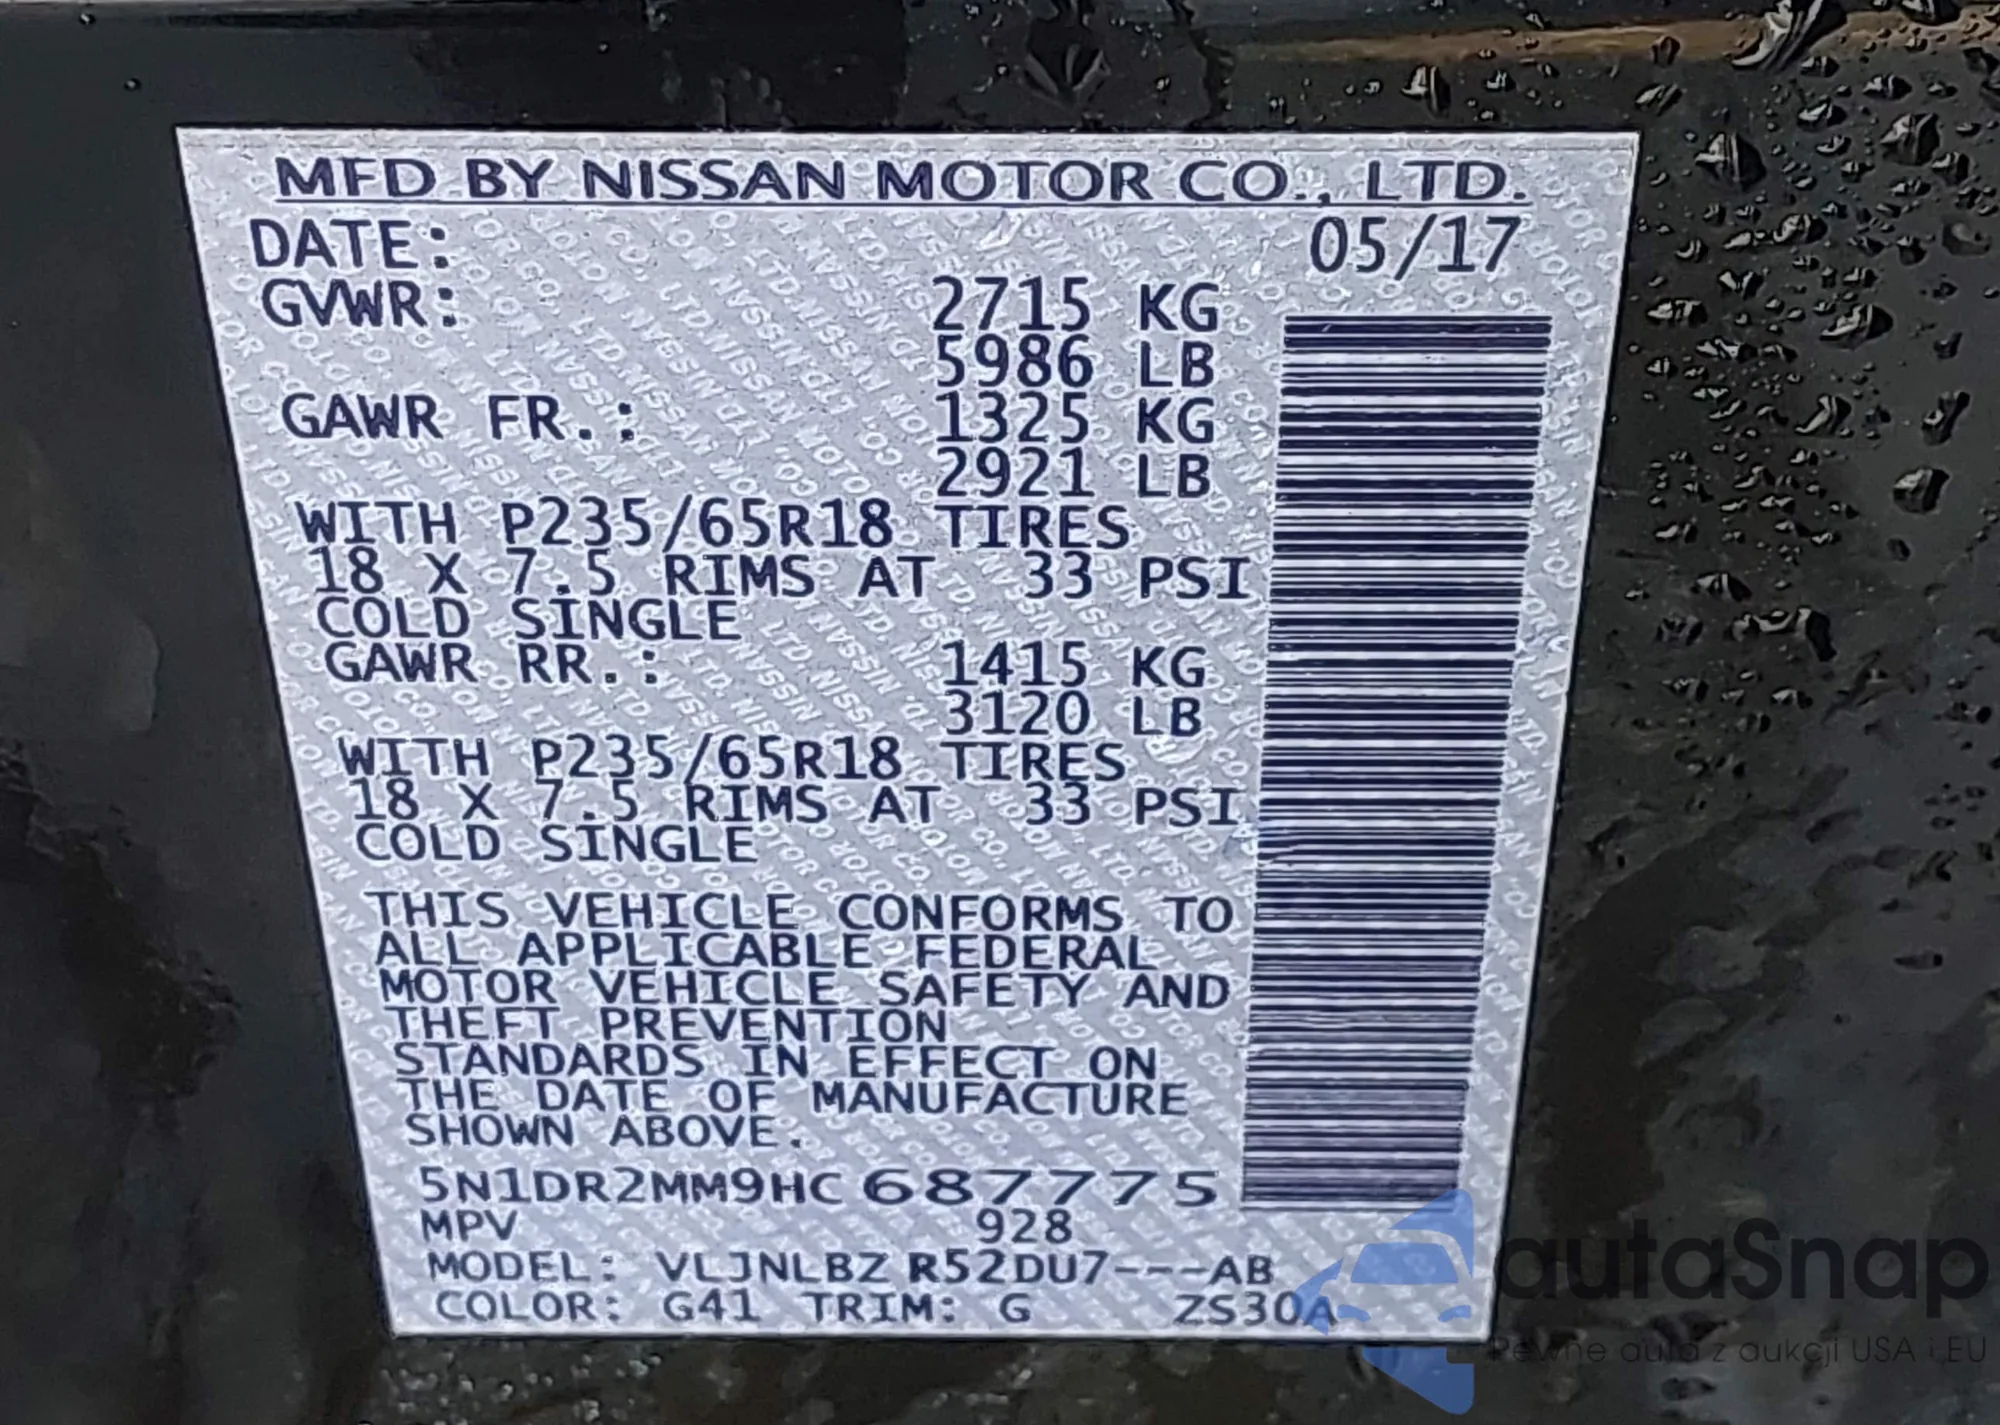 MFD BY NISSAN MOTOR CO., LTD.
DATE: 05/17
GVWR: 2715 KG
5986 LB
GAWR FR.: 1325 KG
2921 LB
WITH P235/65R18 TIRES
18 X 7.5 RIMS AT 33 PSI
COLD SINGLE
GAWR RR.: 1415 KG
3120 LB
WITH P235/65R18 TIRES
18 X 7.5 RIMS AT 33 PSI
COLD SINGLE
THIS VEHICLE CONFORMS TO
ALL APPLICABLE FEDERAL
MOTOR VEHICLE SAFETY AND
THEFT PREVENTION
STANDARDS IN EFFECT ON
THE DATE OF MANUFACTURE
SHOWN ABOVE.
5N1DR2MM9HC687775
MPV 928
MODEL: VLJNLBZ R52DU7---AB
COLOR: G41 TRIM: G ZS30A
autaSnap
Pewne auta z aukcji USA i EU